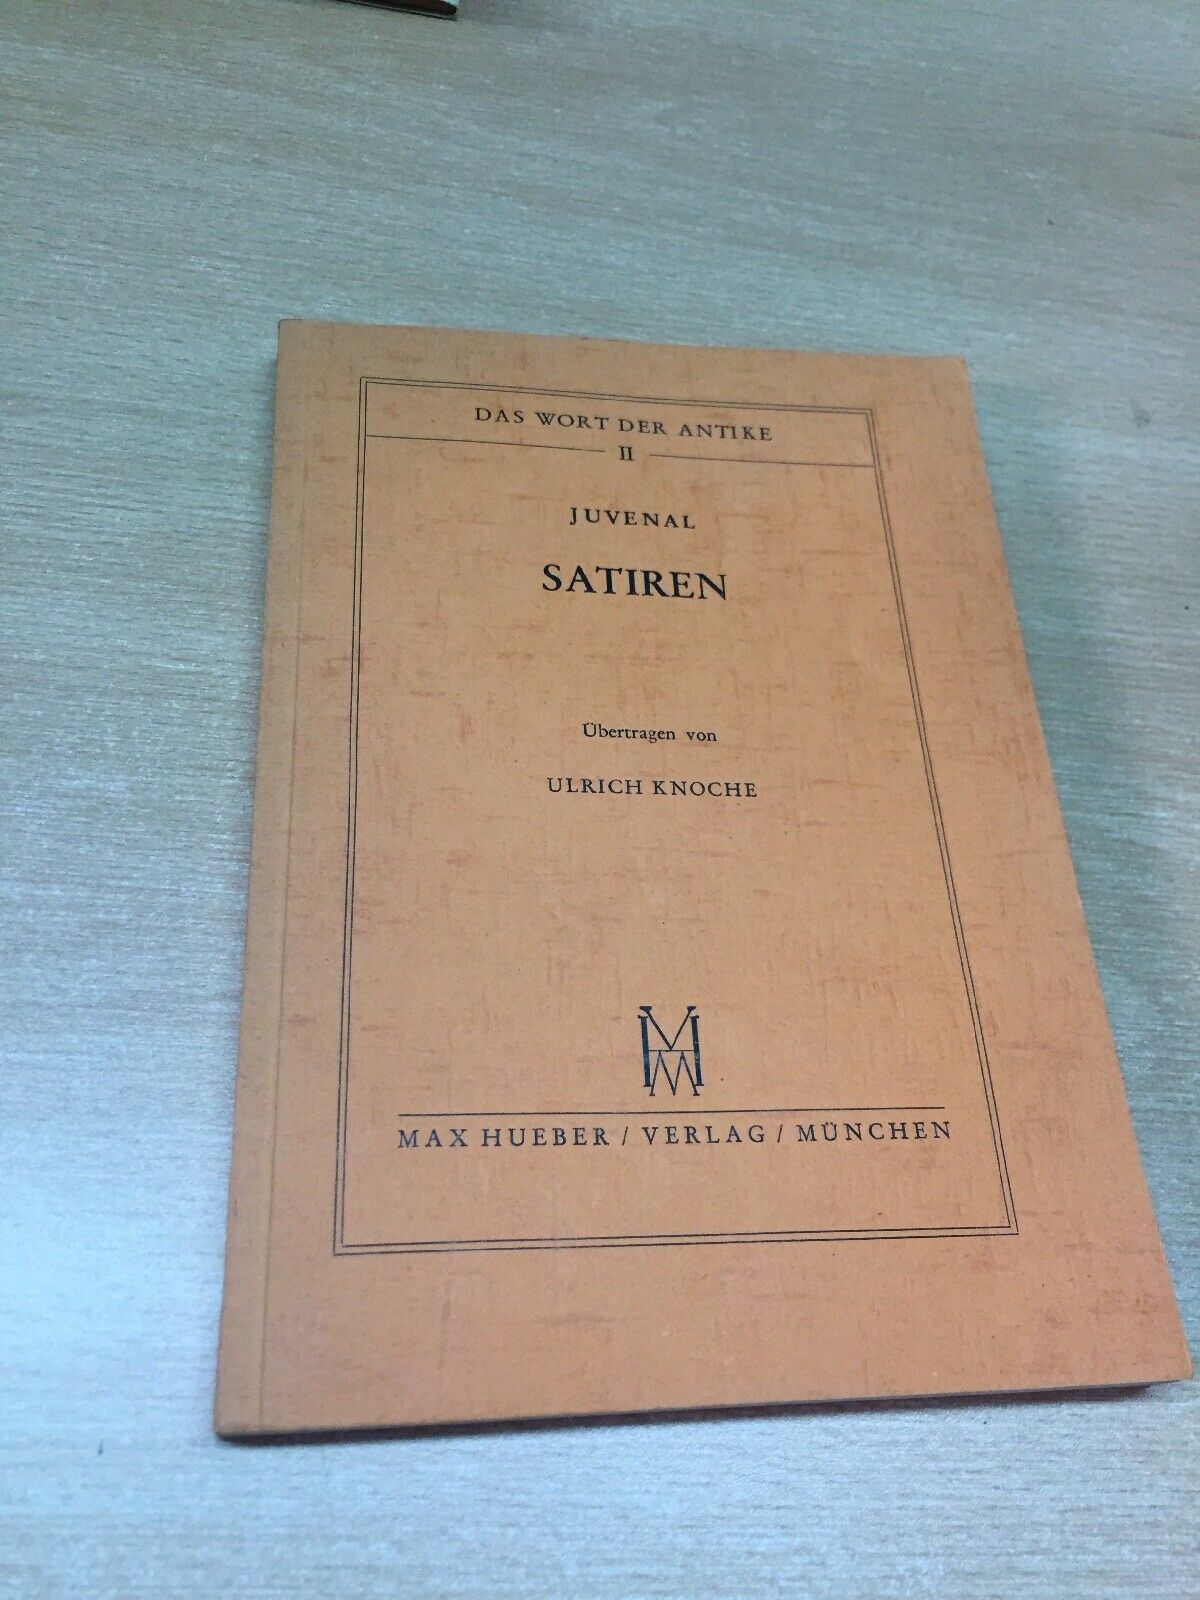 DAS WORT DER ANTIKE
II
JUVENAL
SATIREN
Übertragen von
ULRICH KNOCHE
MAX HUEBER / VERLAG / MÜNCHEN